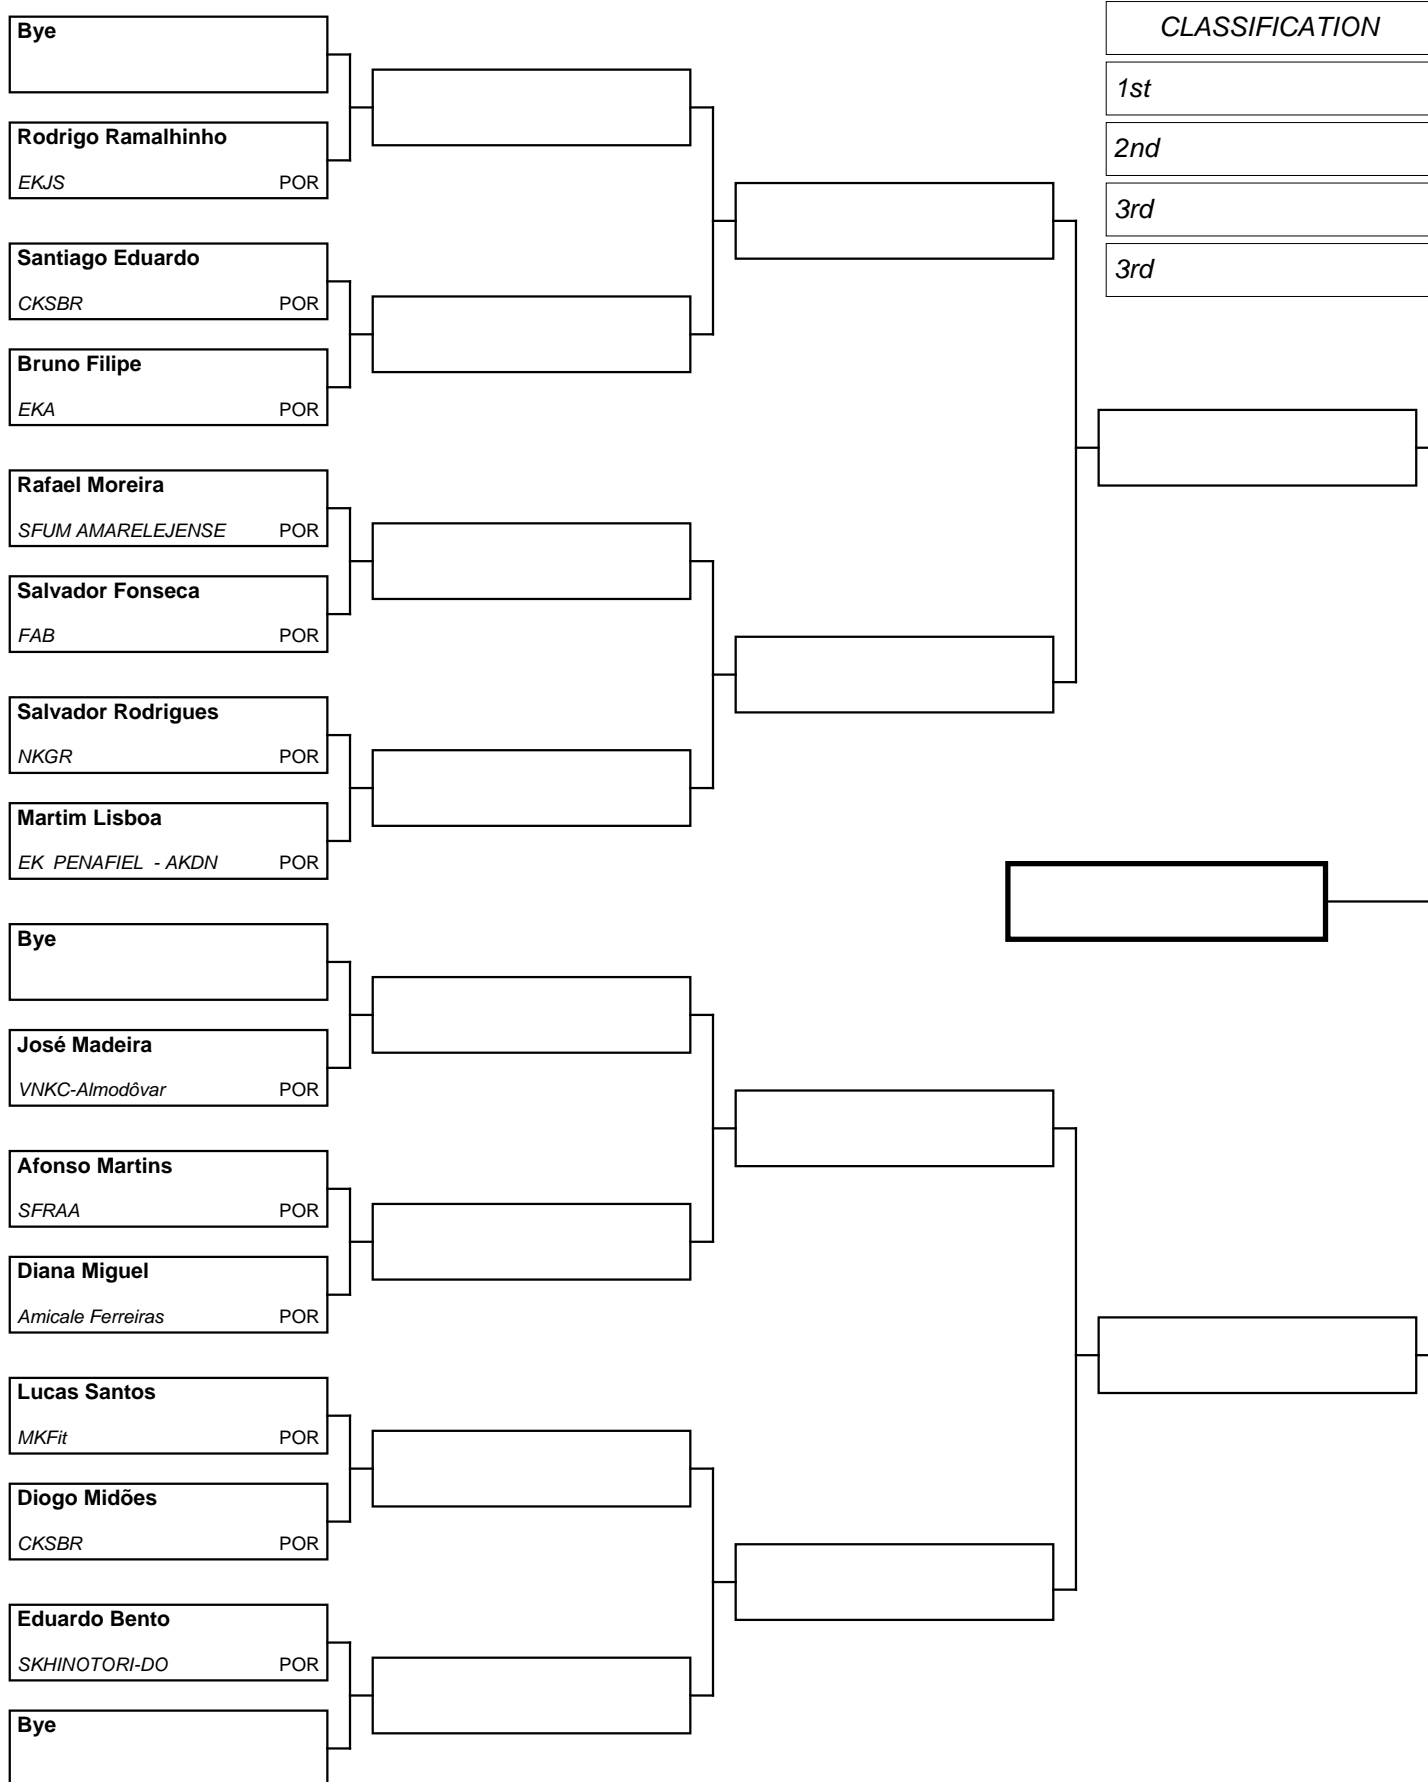 Bye
Rodrigo Ramalhinho
EKJS POR
Santiago Eduardo
CKSBR POR
Bruno Filipe
EKA POR
Rafael Moreira
SFUM AMARELEJENSE POR
Salvador Fonseca
FAB POR
Salvador Rodrigues
NKGR POR
Martim Lisboa
EK PENAFIEL - AKDN POR
Bye
José Madeira
VNKC-Almodôvar POR
Afonso Martins
SFRAA POR
Diana Miguel
Amicale Ferreiras POR
Lucas Santos
MKFit POR
Diogo Midões
CKSBR POR
Eduardo Bento
SKHINOTORI-DO POR
Bye
CLASSIFICATION
1st
2nd
3rd
3rd